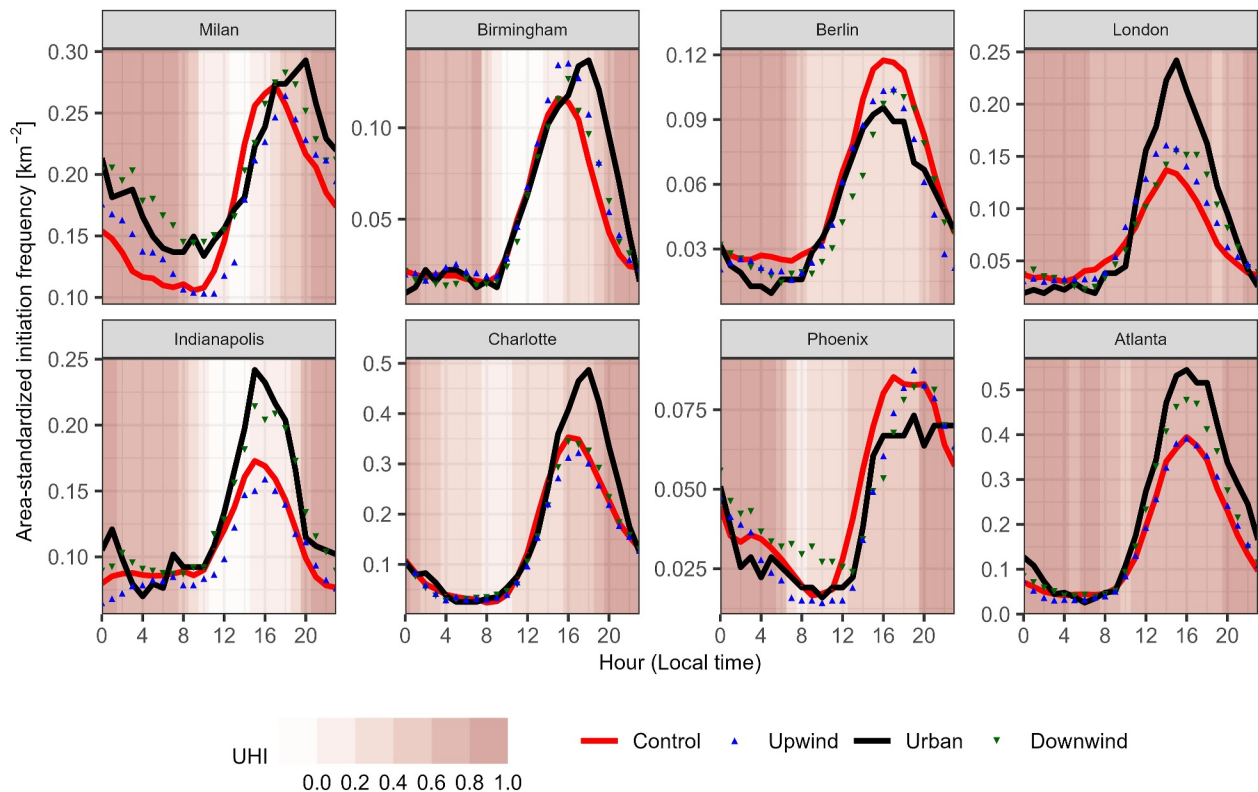 Milan Birmingham Berlin London
0.30 0.25 0.20 0.15 0.10
0.10 0.05
0.12 0.09 0.06 0.03
0.25 0.20 0.15 0.10 0.05
Area-standardized initiation frequency [km⁻²]
Indianapolis Charlotte Phoenix Atlanta
0.25 0.20 0.15 0.10
0.5 0.4 0.3 0.2 0.1
0.075 0.050 0.025
0.5 0.4 0.3 0.2 0.1 0.0
0 4 8 12 16 20 0 4 8 12 16 20 0 4 8 12 16 20 0 4 8 12 16 20
Hour (Local time)
UHI
0.0 0.2 0.4 0.6 0.8 1.0
Control Upwind Urban Downwind